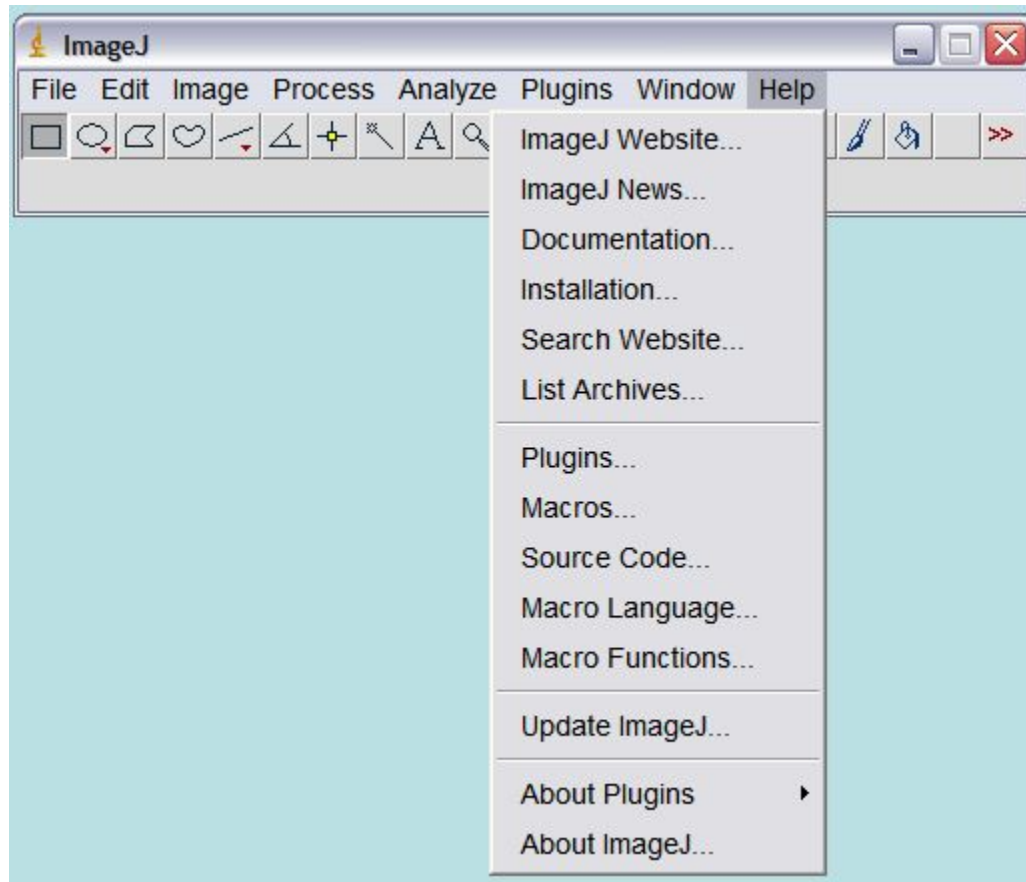 ImageJ
File Edit Image Process Analyze Plugins Window Help
A >>
ImageJ Website...
ImageJ News...
Documentation...
Installation...
Search Website...
List Archives...
Plugins...
Macros...
Source Code...
Macro Language...
Macro Functions...
Update ImageJ...
About Plugins
About ImageJ...